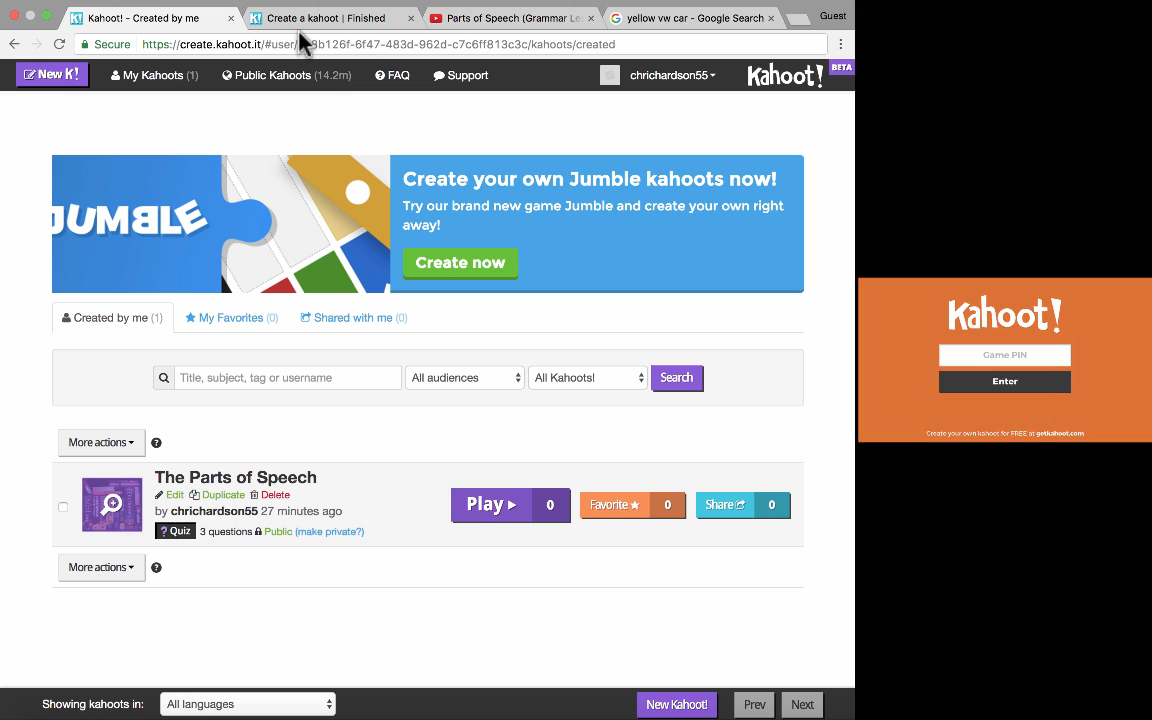 Kahoot! - Created by me
Create a kahoot | Finished
Parts of Speech (Grammar Le
yellow vw car - Google Search
Guest
Secure
https://create.kahoot.it/#user/ 8b126f-6f47-483d-962d-c7c6ff813c3c/kahoots/created
New K!
My Kahoots (1)
Public Kahoots (14.2m)
? FAQ
Support
chrichardson55
Kahoot!
BETA
JUMBLE
Create your own Jumble kahoots now!
Try our brand new game Jumble and create your own right
away!
Create now
Created by me (1)
My Favorites (0)
Shared with me (0)
Title, subject, tag or username
All audiences
All Kahoots!
Search
More actions
?
The Parts of Speech
Edit Duplicate Delete
by chrichardson55 27 minutes ago
? Quiz 3 questions Public (make private?)
Play 0
Favorite 0
Share 0
More actions
?
Showing kahoots in:
All languages
New Kahoot!
Prev
Next
Kahoot!
Game PIN
Enter
Create your own kahoot for FREE at getkahoot.com